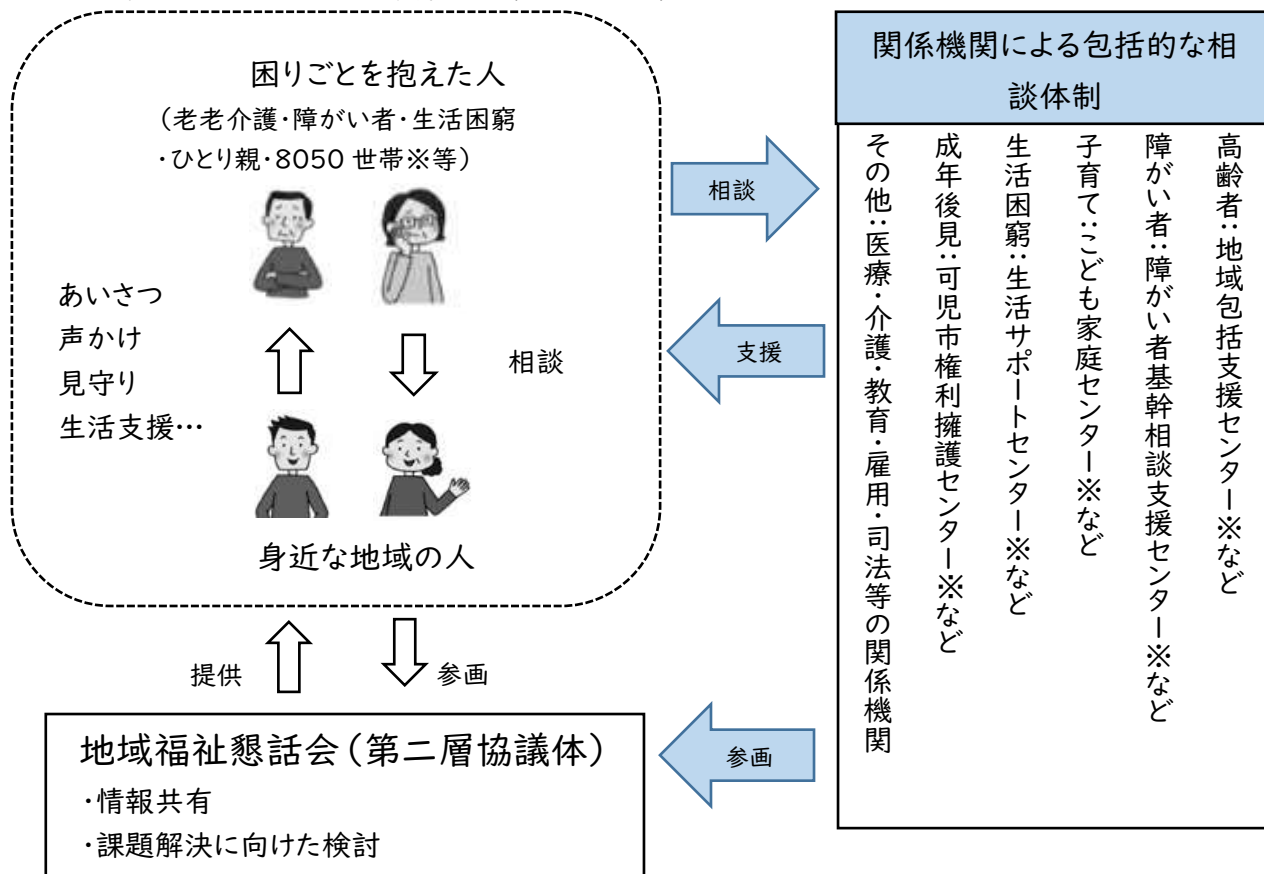 困りごとを抱えた人
（老老介護・障がい者・生活困窮
・ひとり親・8050 世帯※等）
あいさつ
声かけ
見守り
生活支援…
相談
身近な地域の人
提供
参画
地域福祉懇話会（第二層協議体）
・情報共有
・課題解決に向けた検討
相談
支援
参画
関係機関による包括的な相
談体制
高齢者：地域包括支援センター※など
障がい者：障がい者基幹相談支援センター※など
子育て：こども家庭センター※など
生活困窮：生活サポートセンター※など
成年後見：可児市権利擁護センター※など
その他：医療・介護・教育・雇用・司法等の関係機関